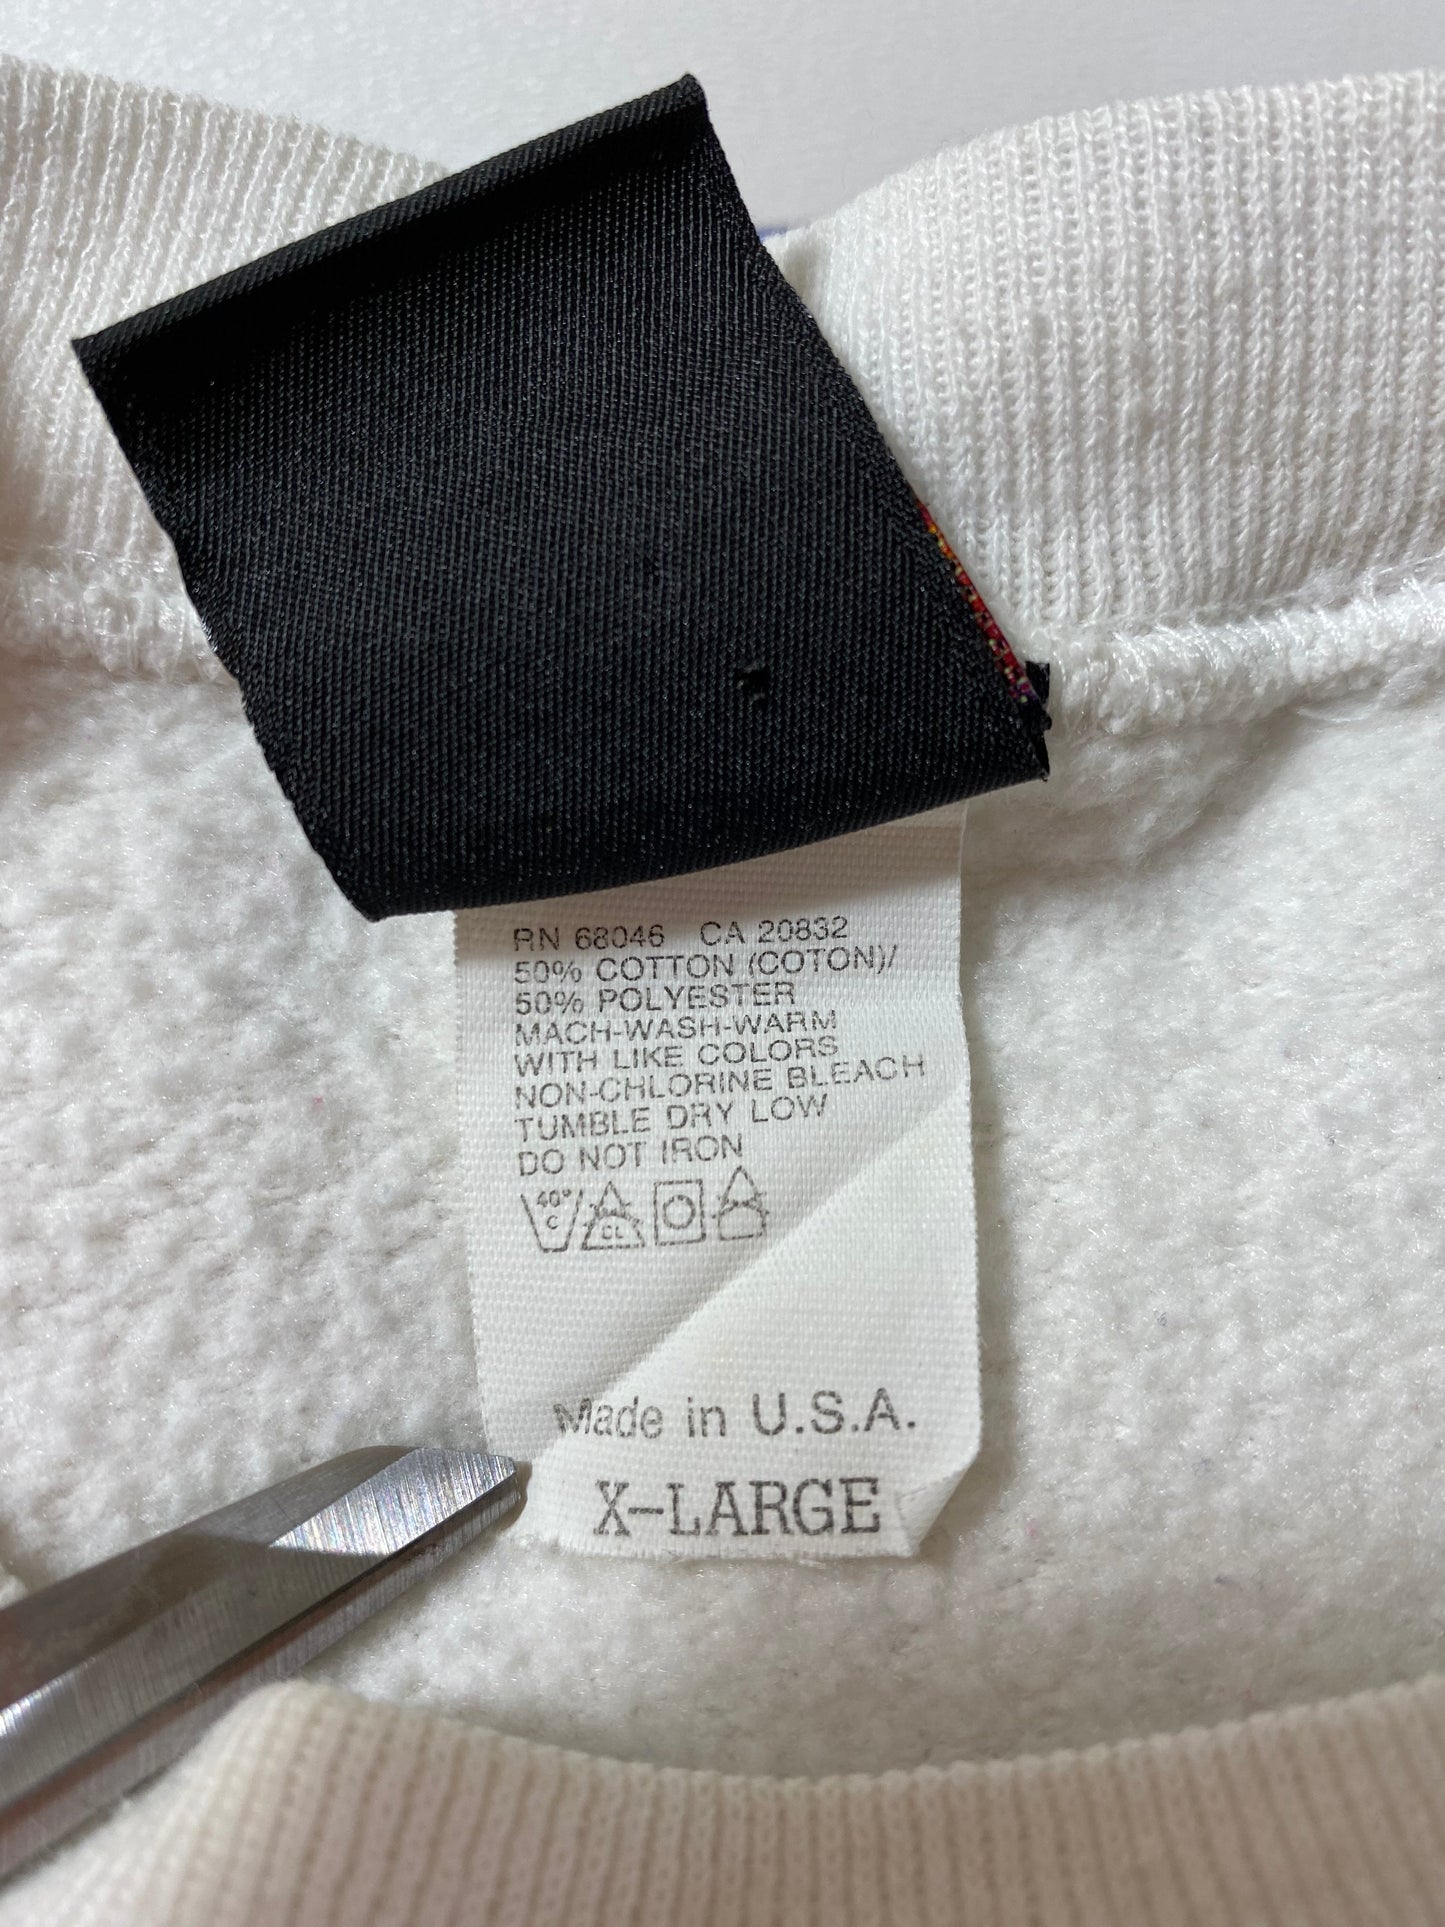 RN 68046 CA 20832
50% COTTON (COTON)/
50% POLYESTER
MACH-WASH-WARM
WITH LIKE COLORS
NON-CHLORINE BLEACH
TUMBLE DRY LOW
DO NOT IRON
40° C CL
Made in U.S.A.
X-LARGE